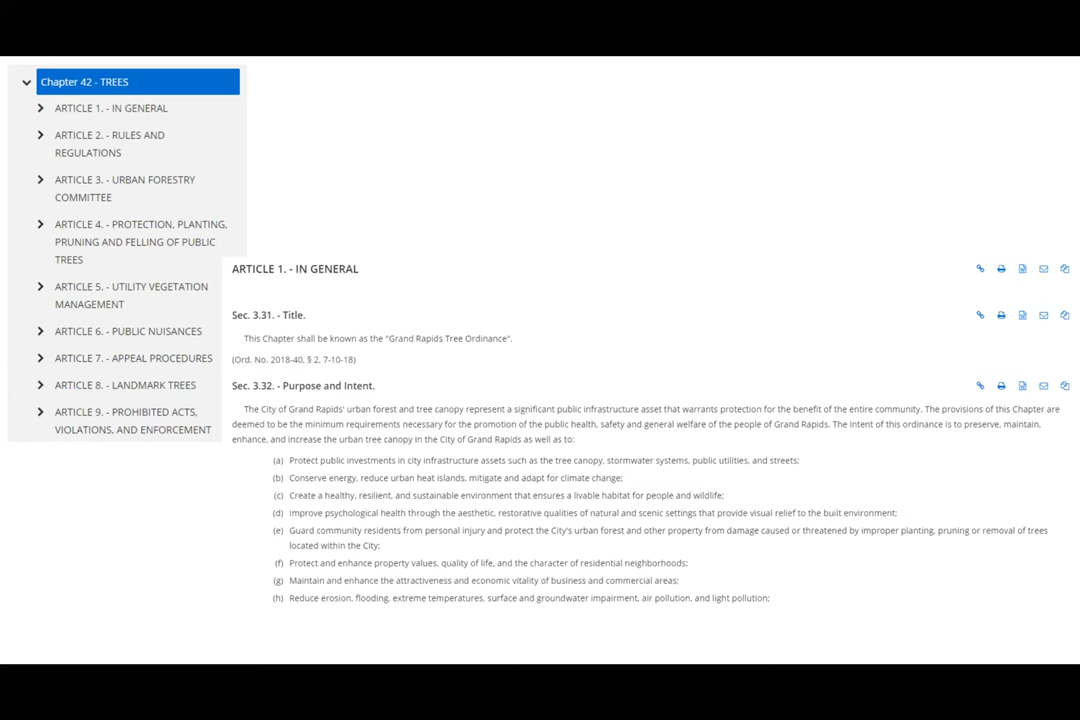 Chapter 42 - TREES
ARTICLE 1. - IN GENERAL
ARTICLE 2. - RULES AND
REGULATIONS
ARTICLE 3. - URBAN FORESTRY
COMMITTEE
ARTICLE 4. - PROTECTION, PLANTING,
PRUNING AND FELLING OF PUBLIC
TREES
ARTICLE 5. - UTILITY VEGETATION
MANAGEMENT
ARTICLE 6. - PUBLIC NUISANCES
ARTICLE 7. - APPEAL PROCEDURES
ARTICLE 8. - LANDMARK TREES
ARTICLE 9. - PROHIBITED ACTS,
VIOLATIONS, AND ENFORCEMENT
ARTICLE 1. - IN GENERAL
Sec. 3.31. - Title.
This Chapter shall be known as the "Grand Rapids Tree Ordinance".
(Ord. No. 2018-40, § 2, 7-10-18)
Sec. 3.32. - Purpose and Intent.
The City of Grand Rapids' urban forest and tree canopy represent a significant public infrastructure asset that warrants protection for the benefit of the entire community. The provisions of this Chapter are
deemed to be the minimum requirements necessary for the promotion of the public health, safety and general welfare of the people of Grand Rapids. The intent of this ordinance is to preserve, maintain,
enhance, and increase the urban tree canopy in the City of Grand Rapids as well as to:
(a) Protect public investments in city infrastructure assets such as the tree canopy, stormwater systems, public utilities, and streets;
(b) Conserve energy, reduce urban heat islands, mitigate and adapt for climate change;
(c) Create a healthy, resilient, and sustainable environment that ensures a livable habitat for people and wildlife;
(d) Improve psychological health through the aesthetic, restorative qualities of natural and scenic settings that provide visual relief to the built environment;
(e) Guard community residents from personal injury and protect the City's urban forest and other property from damage caused or threatened by improper planting, pruning or removal of trees
located within the City;
(f) Protect and enhance property values, quality of life, and the character of residential neighborhoods;
(g) Maintain and enhance the attractiveness and economic vitality of business and commercial areas;
(h) Reduce erosion, flooding, extreme temperatures, surface and groundwater impairment, air pollution, and light pollution;